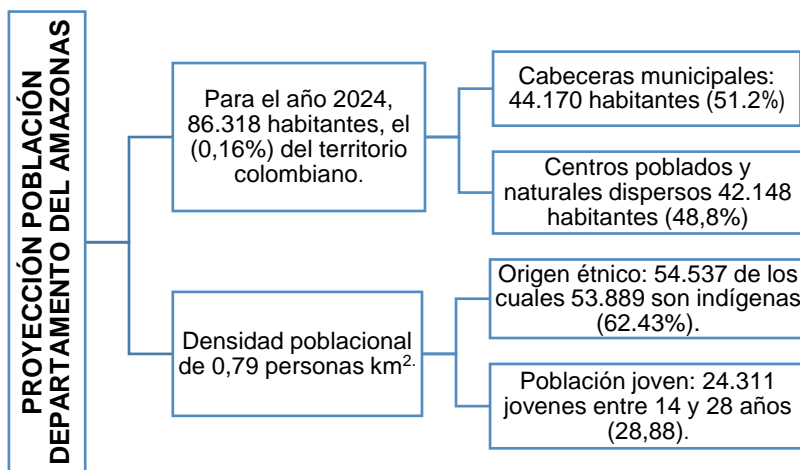 PROYECCIÓN POBLACIÓN
DEPARTAMENTO DEL AMAZONAS
Para el año 2024,
86.318 habitantes, el
(0,16%) del territorio
colombiano.
Cabeceras municipales:
44.170 habitantes (51.2%)
Centros poblados y
naturales dispersos 42.148
habitantes (48,8%)
Densidad poblacional
de 0,79 personas km².
Origen étnico: 54.537 de los
cuales 53.889 son indígenas
(62.43%).
Población joven: 24.311
jovenes entre 14 y 28 años
(28,88).